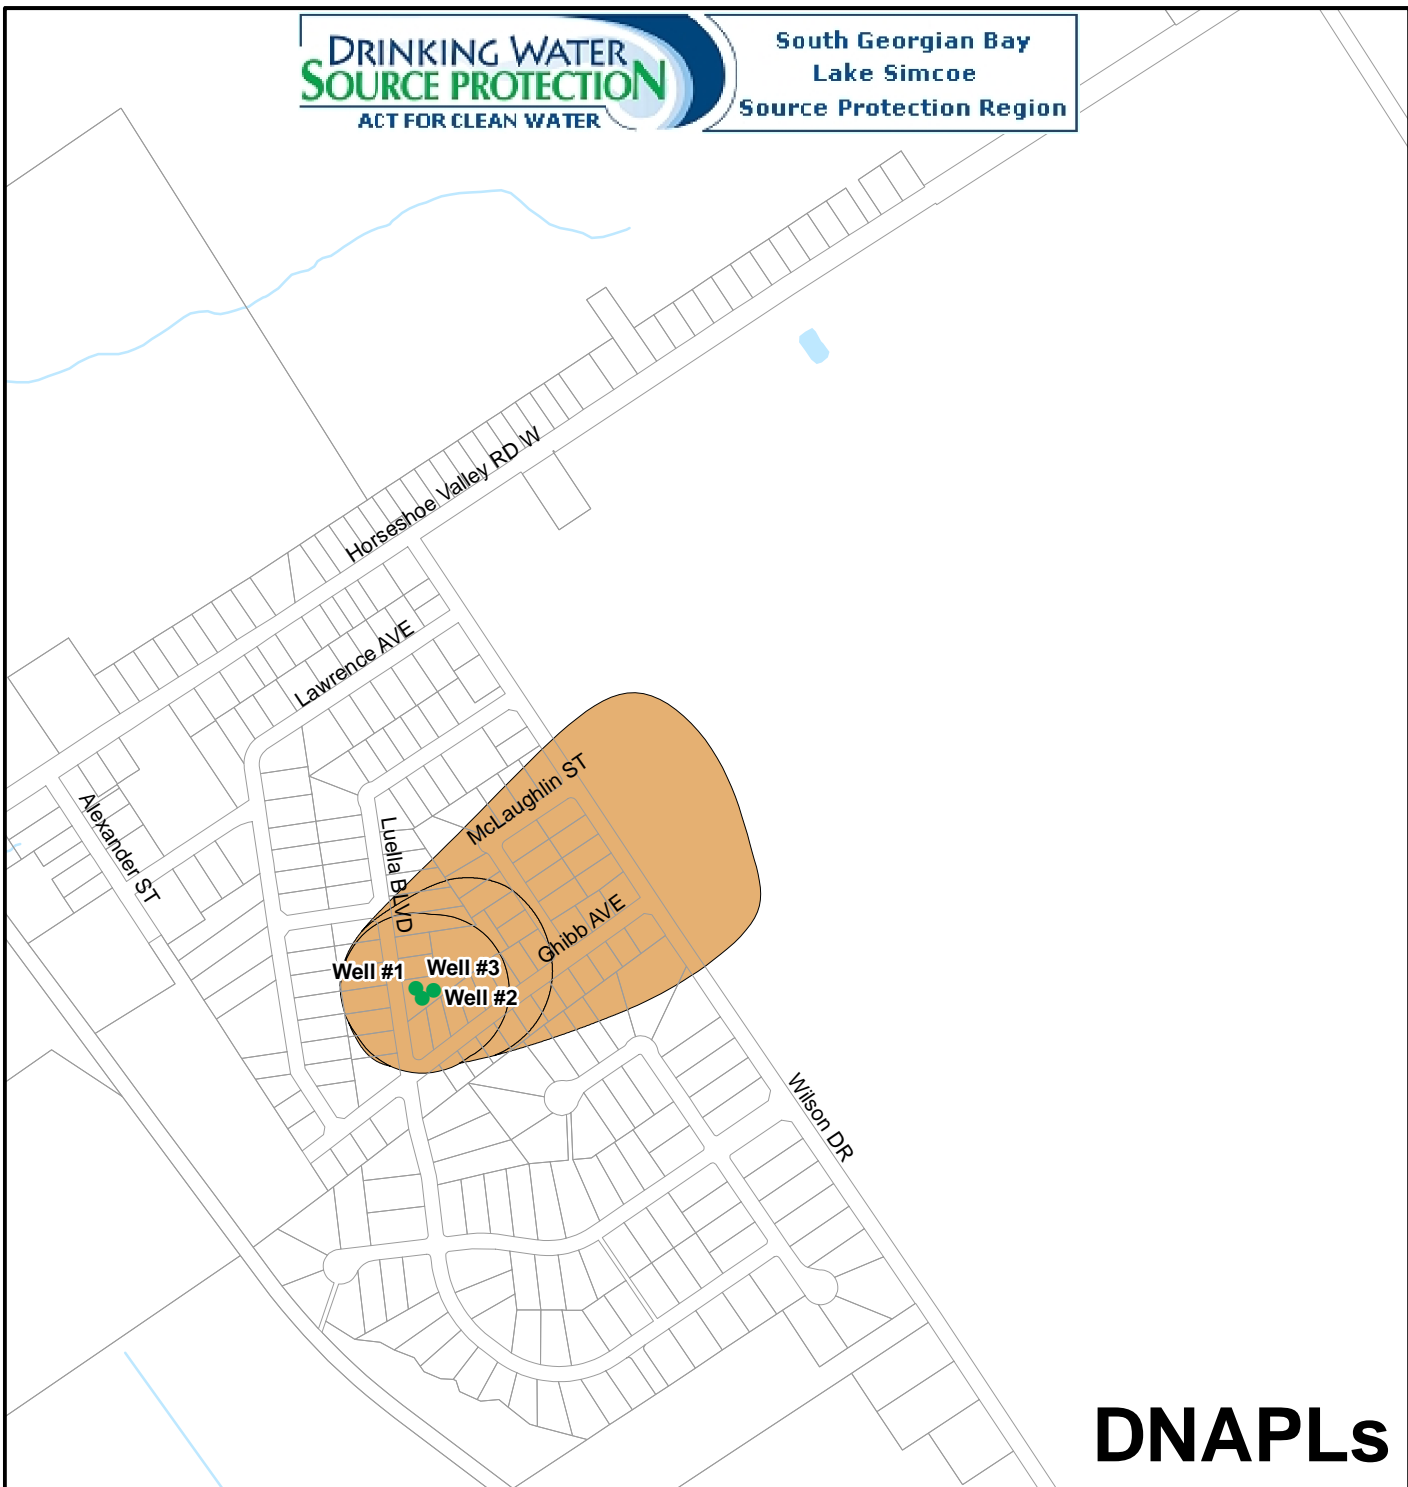 DRINKING WATER
SOURCE PROTECTION
ACT FOR CLEAN WATER
South Georgian Bay
Lake Simcoe
Source Protection Region
Horseshoe Valley RD W
Lawrence AVE
Alexander ST
Luella BLVD
McLaughlin ST
Ghibb AVE
Well #1
Well #3
Well #2
Wilson DR
DNAPLs